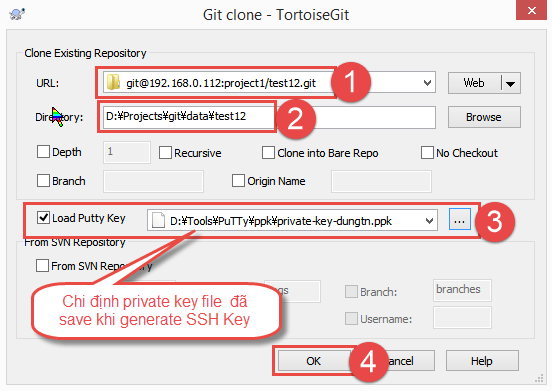 Git clone - TortoiseGit
Clone Existing Repository
URL: git@192.168.0.112:project1/test12.git Web
1
Directory: D:¥Projects¥git¥data¥test12 Browse
2
Depth 1 Recursive Clone into Bare Repo No Checkout
Branch Origin Name
Load Putty Key D:¥Tools¥PuTTy¥ppk¥private-key-dungtn.ppk ...
3
From SVN Repository
From SVN Repository
Branch: branches
Username:
Chỉ định private key file đã
save khi generate SSH Key
OK Cancel Help
4